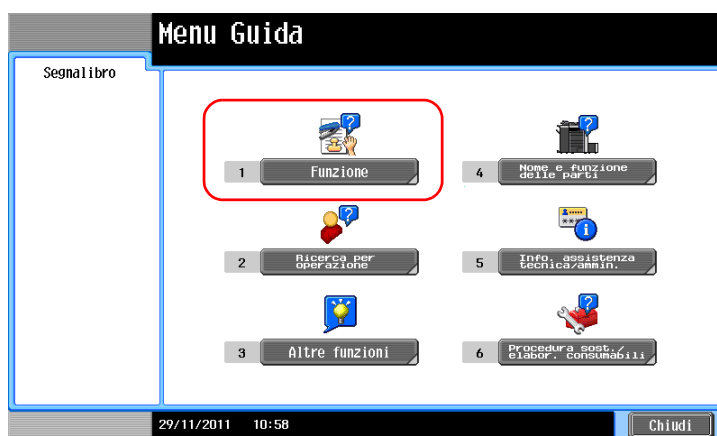 Menu Guida
Segnalibro
1 Funzione
4 Nome e funzione
delle parti
2 Ricerca per
operazione
5 Info. assistenza
tecnica/ammin.
3 Altre funzioni
6 Procedura sost./
elabor. consumabili
29/11/2011 10:58
Chiudi